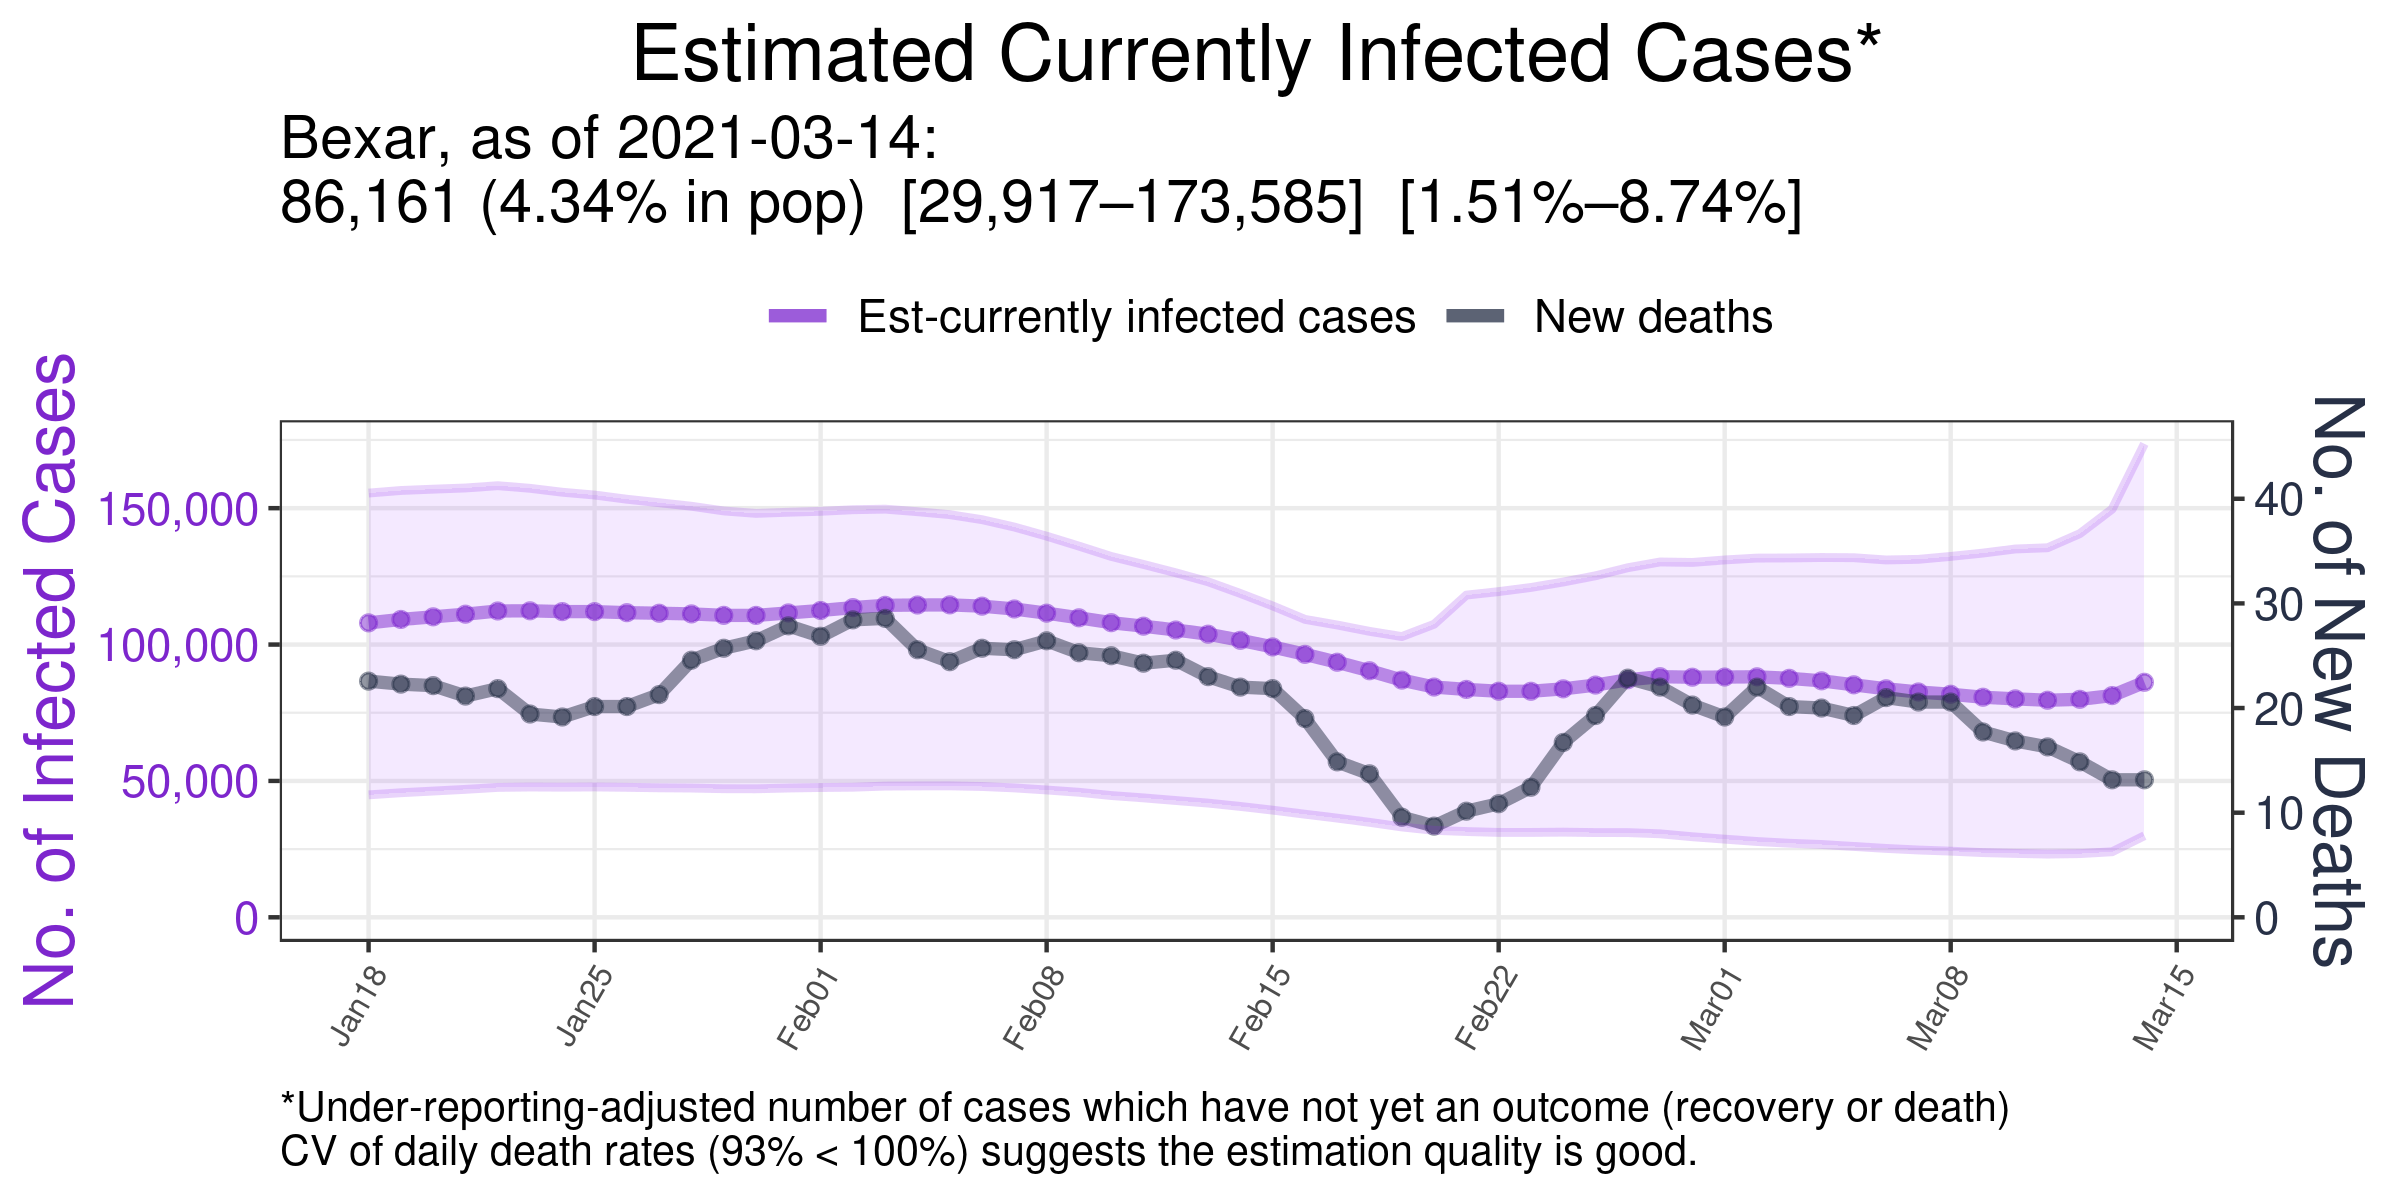 Estimated Currently Infected Cases*
Bexar, as of 2021-03-14:
86,161 (4.34% in pop)  [29,917–173,585]  [1.51%–8.74%]
Est-currently infected cases
New deaths
No. of Infected Cases
150,000
100,000
50,000
0
No. of New Deaths
40
30
20
10
0
Jan18
Jan25
Feb01
Feb08
Feb15
Feb22
Mar01
Mar08
Mar15
*Under-reporting-adjusted number of cases which have not yet an outcome (recovery or death)
CV of daily death rates (93% < 100%) suggests the estimation quality is good.